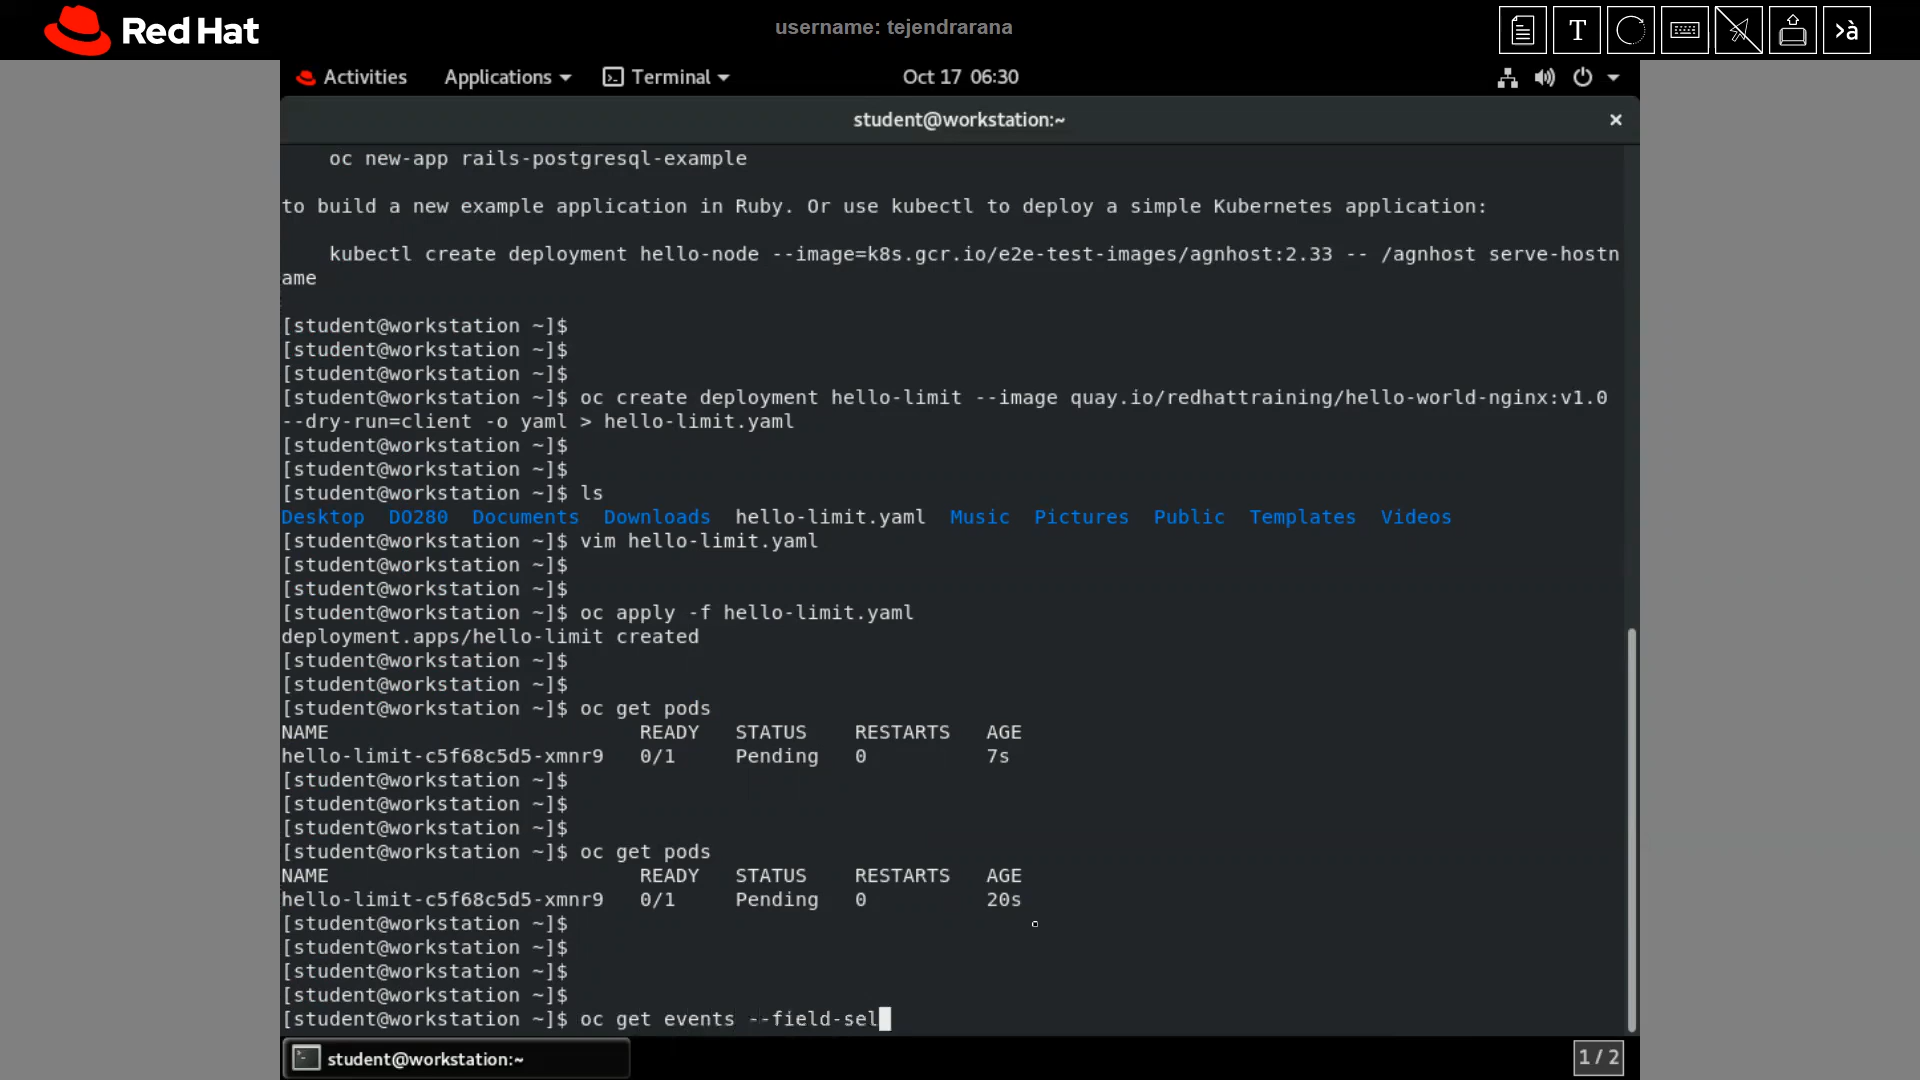 Red Hat
username: tejendrarana
T
>à
Activities Applications Terminal Oct 17 06:30
student@workstation:~ ×
    oc new-app rails-postgresql-example
to build a new example application in Ruby. Or use kubectl to deploy a simple Kubernetes application:
    kubectl create deployment hello-node --image=k8s.gcr.io/e2e-test-images/agnhost:2.33 -- /agnhost serve-hostn
ame
[student@workstation ~]$
[student@workstation ~]$
[student@workstation ~]$
[student@workstation ~]$ oc create deployment hello-limit --image quay.io/redhattraining/hello-world-nginx:v1.0
--dry-run=client -o yaml > hello-limit.yaml
[student@workstation ~]$
[student@workstation ~]$
[student@workstation ~]$ ls
Desktop  DO280  Documents  Downloads  hello-limit.yaml  Music  Pictures  Public  Templates  Videos
[student@workstation ~]$ vim hello-limit.yaml
[student@workstation ~]$
[student@workstation ~]$
[student@workstation ~]$ oc apply -f hello-limit.yaml
deployment.apps/hello-limit created
[student@workstation ~]$
[student@workstation ~]$
[student@workstation ~]$ oc get pods
NAME                          READY   STATUS    RESTARTS   AGE
hello-limit-c5f68c5d5-xmnr9   0/1     Pending   0          7s
[student@workstation ~]$
[student@workstation ~]$
[student@workstation ~]$
[student@workstation ~]$ oc get pods
NAME                          READY   STATUS    RESTARTS   AGE
hello-limit-c5f68c5d5-xmnr9   0/1     Pending   0          20s
[student@workstation ~]$
[student@workstation ~]$
[student@workstation ~]$
[student@workstation ~]$
[student@workstation ~]$ oc get events --field-sel
student@workstation:~ 1 / 2